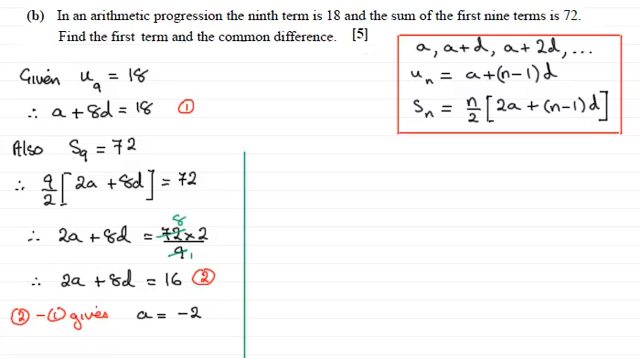 (b) In an arithmetic progression the ninth term is 18 and the sum of the first nine terms is 72.
Find the first term and the common difference. [5]
a, a+d, a+2d, ...
uₙ = a+(n-1)d
Sₙ = n/2 [2a + (n-1)d]
Given u₉ = 18
∴ a + 8d = 18 ①
Also S₉ = 72
∴ 9/2 [2a + 8d] = 72
8
∴ 2a + 8d = 72 × 2 / 9 1
∴ 2a + 8d = 16 ②
② - ① gives a = -2